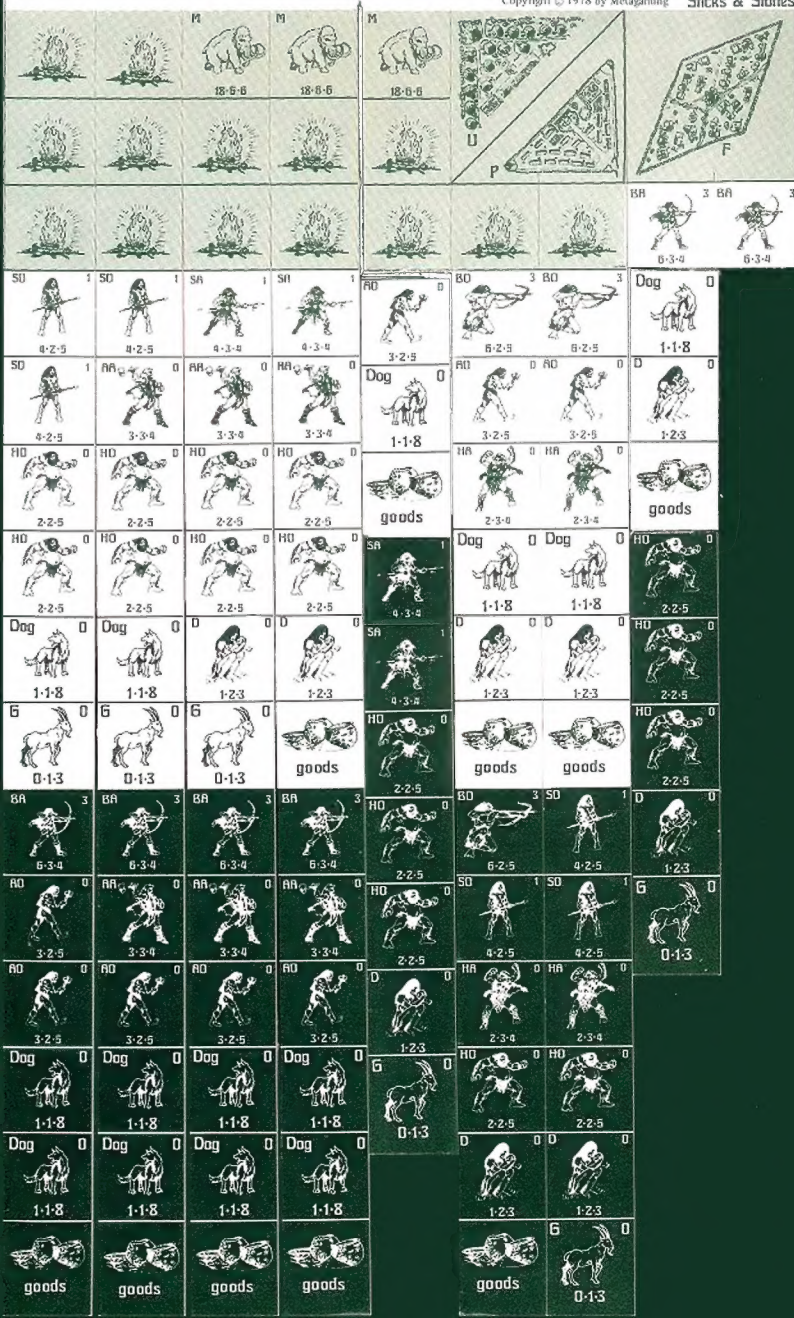 Copyright © 1978 by Metagaming Sticks & Stones
M M M
18·6·6 18·6·6 18·6·6
U
P
F
BA 3 BA 3
6·3·4 6·3·4
SO 1 SO 1 SA 1 SA 1
4·2·5 4·2·5 4·3·4 4·3·4
SO 1 AA 0 AA 0 AA 0
4·2·5 3·3·4 3·3·4 3·3·4
HO 0 HO 0 HO 0 HO 0
2·2·5 2·2·5 2·2·5 2·2·5
HO 0 HO 0 HO 0 HO 0
2·2·5 2·2·5 2·2·5 2·2·5
Dog 0 Dog 0 D 0 D 0
1·1·8 1·1·8 1·2·3 1·2·3
G 0 G 0 G 0
0·1·3 0·1·3 0·1·3 goods
BA 3 BA 3 BA 3 BA 3
6·3·4 6·3·4 6·3·4 6·3·4
AO 0 AA 0 AA 0 AA 0
3·2·5 3·3·4 3·3·4 3·3·4
AO 0 AO 0 AO 0 AO 0
3·2·5 3·2·5 3·2·5 3·2·5
Dog 0 Dog 0 Dog 0 Dog 0
1·1·8 1·1·8 1·1·8 1·1·8
Dog 0 Dog 0 Dog 0 Dog 0
1·1·8 1·1·8 1·1·8 1·1·8
goods goods goods goods
AO 0
3·2·5
Dog 0
1·1·8
goods
SA 1
4·3·4
SA 1
4·3·4
HO 0
2·2·5
HO 0
2·2·5
HO 0
2·2·5
D 0
1·2·3
G 0
0·1·3
BO 3 BO 3
6·2·5 6·2·5
AO 0 AO 0
3·2·5 3·2·5
HA 0 HA 0
2·3·4 2·3·4
Dog 0 Dog 0
1·1·8 1·1·8
D 0 D 0
1·2·3 1·2·3
goods goods
BO 3 SO 1
6·2·5 4·2·5
SO 1 SO 1
4·2·5 4·2·5
HA 0 HA 0
2·3·4 2·3·4
HO 0 HO 0
2·2·5 2·2·5
D 0 D 0
1·2·3 1·2·3
G 0
goods 0·1·3
Dog 0
1·1·8
D 0
1·2·3
goods
HO 0
2·2·5
HO 0
2·2·5
HO 0
2·2·5
D 0
1·2·3
G 0
0·1·3